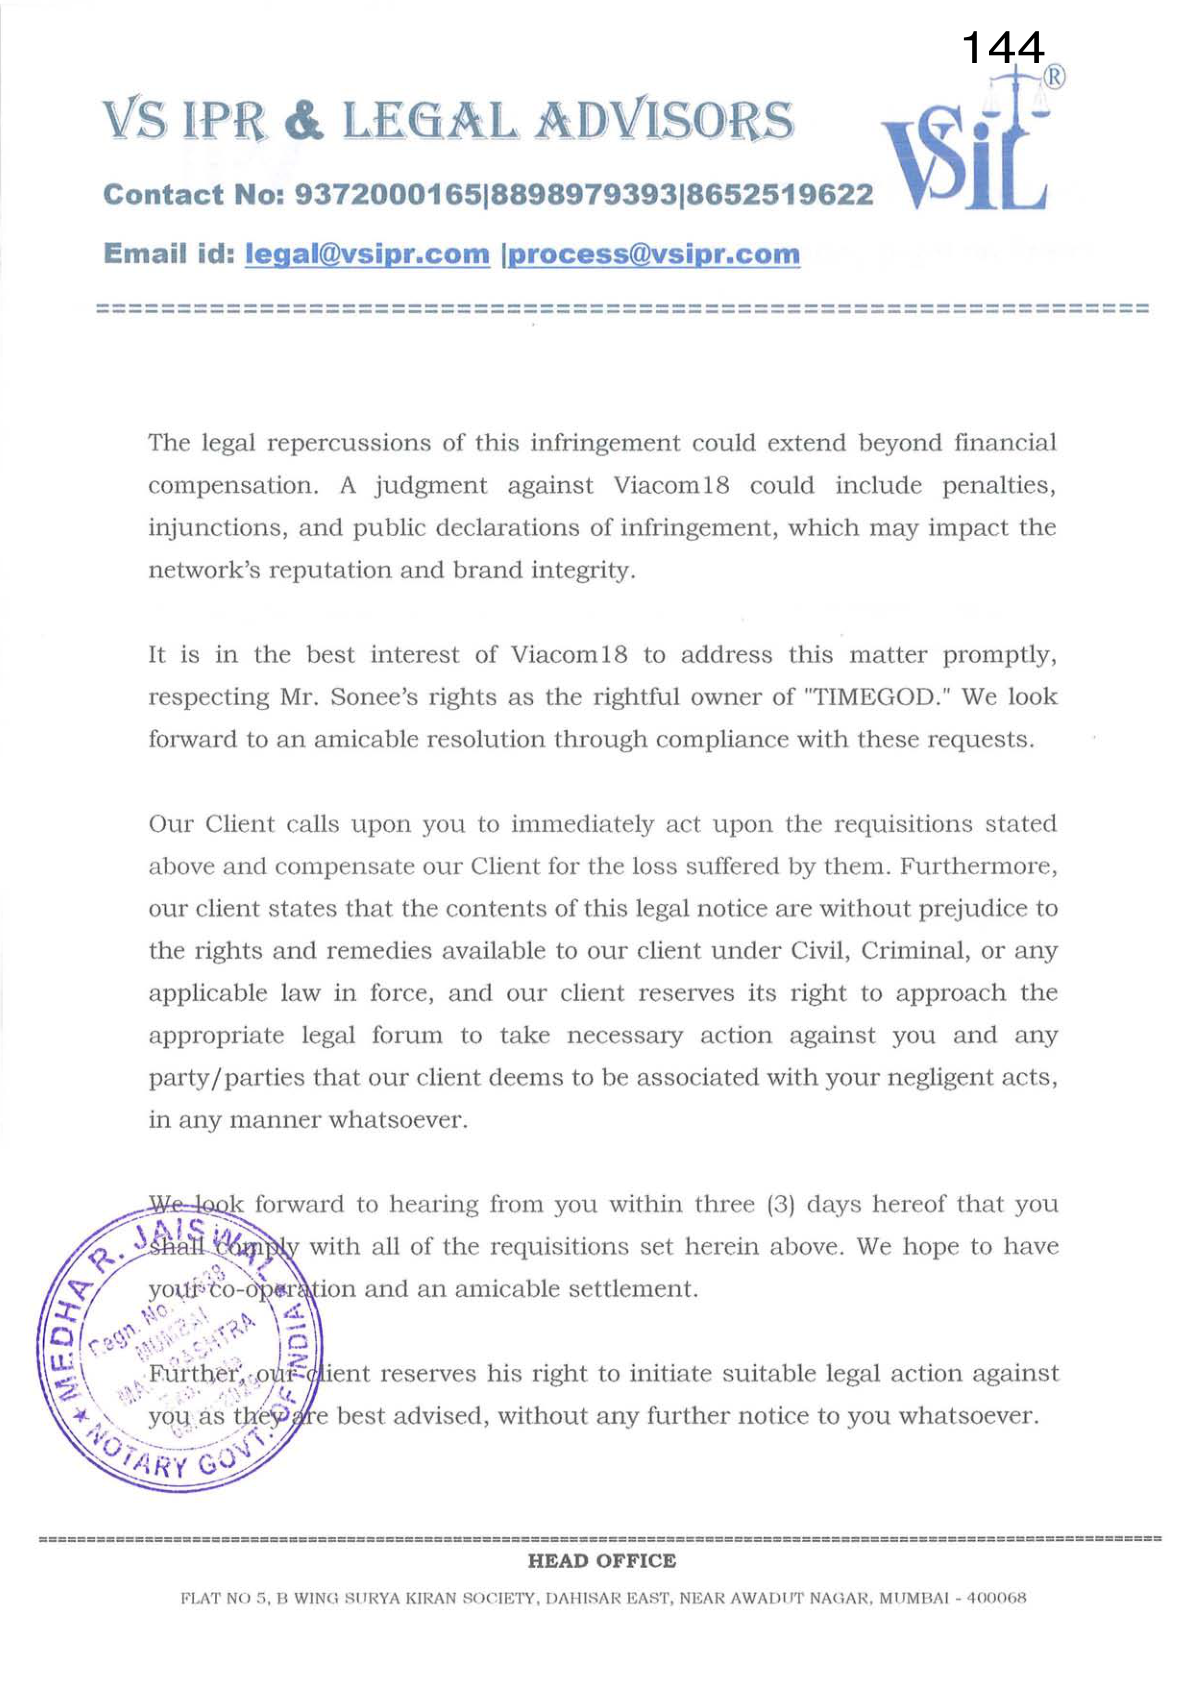 144
VS IPR & LEGAL ADVISORS
VSiL ®
Contact No: 9372000165|8898979393|8652519622
Email id: legal@vsipr.com |process@vsipr.com
The legal repercussions of this infringement could extend beyond financial
compensation. A judgment against Viacom18 could include penalties,
injunctions, and public declarations of infringement, which may impact the
network's reputation and brand integrity.
It is in the best interest of Viacom18 to address this matter promptly,
respecting Mr. Sonee's rights as the rightful owner of "TIMEGOD." We look
forward to an amicable resolution through compliance with these requests.
Our Client calls upon you to immediately act upon the requisitions stated
above and compensate our Client for the loss suffered by them. Furthermore,
our client states that the contents of this legal notice are without prejudice to
the rights and remedies available to our client under Civil, Criminal, or any
applicable law in force, and our client reserves its right to approach the
appropriate legal forum to take necessary action against you and any
party/parties that our client deems to be associated with your negligent acts,
in any manner whatsoever.
We look forward to hearing from you within three (3) days hereof that you
shall comply with all of the requisitions set herein above. We hope to have
your co-operation and an amicable settlement.
Further, our client reserves his right to initiate suitable legal action against
you as they are best advised, without any further notice to you whatsoever.
MEDHA R. JAISWAL
NOTARY GOVT. OF INDIA
Regn. No.
MUMBAI
HEAD OFFICE
FLAT NO 5, B WING SURYA KIRAN SOCIETY, DAHISAR EAST, NEAR AWADUT NAGAR, MUMBAI - 400068